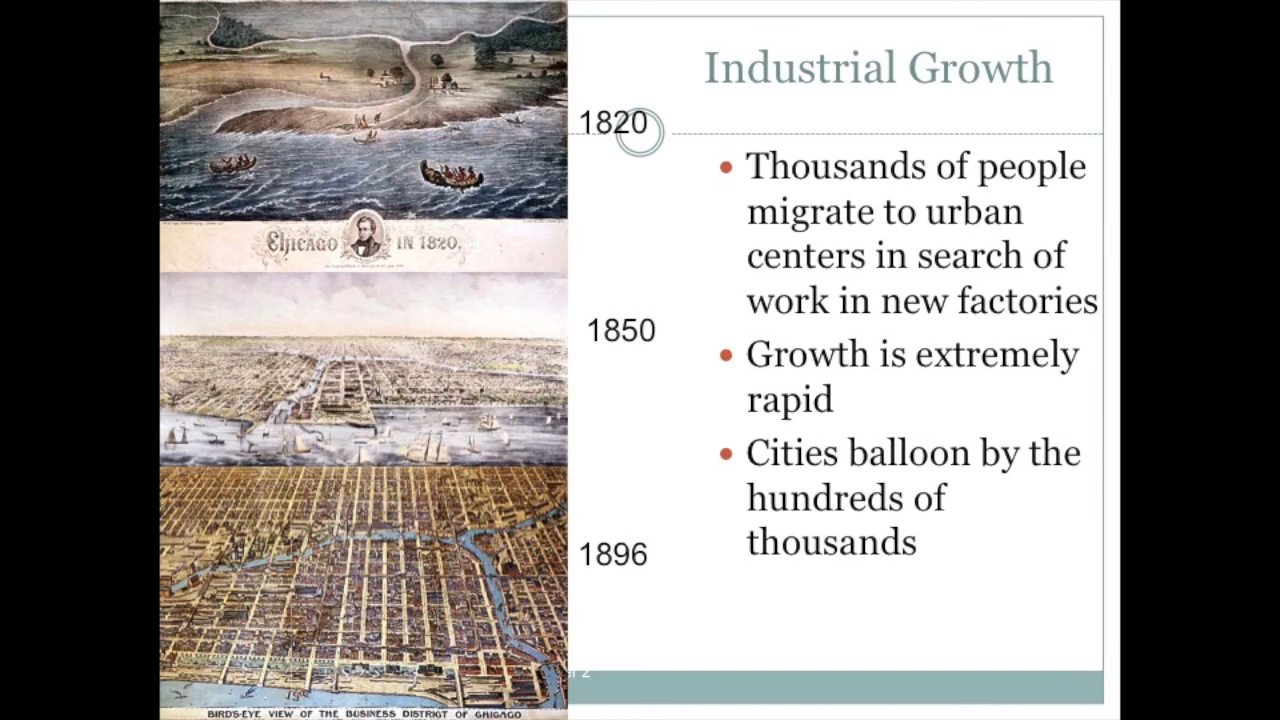 Industrial Growth
1820
Thousands of people
migrate to urban
centers in search of
work in new factories
CHICAGO IN 1820.
1850
Growth is extremely
rapid
Cities balloon by the
hundreds of
thousands
1896
2
BIRD'S-EYE VIEW OF THE BUSINESS DISTRICT OF CHICAGO